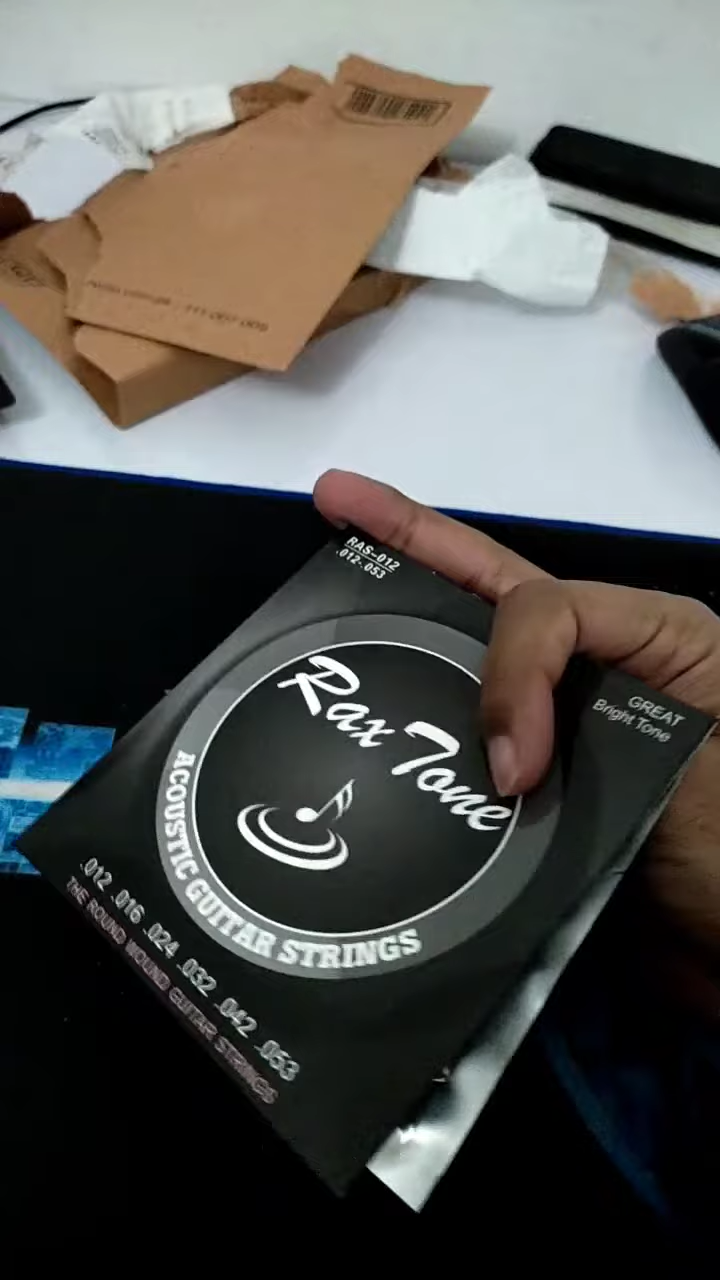 RAS-012
.012-.053
GREAT
Bright Tone
Rax Tone
ACOUSTIC GUITAR STRINGS
.012 .016 .024 .032 .042 .053
THE ROUND WOUND GUITAR STRINGS